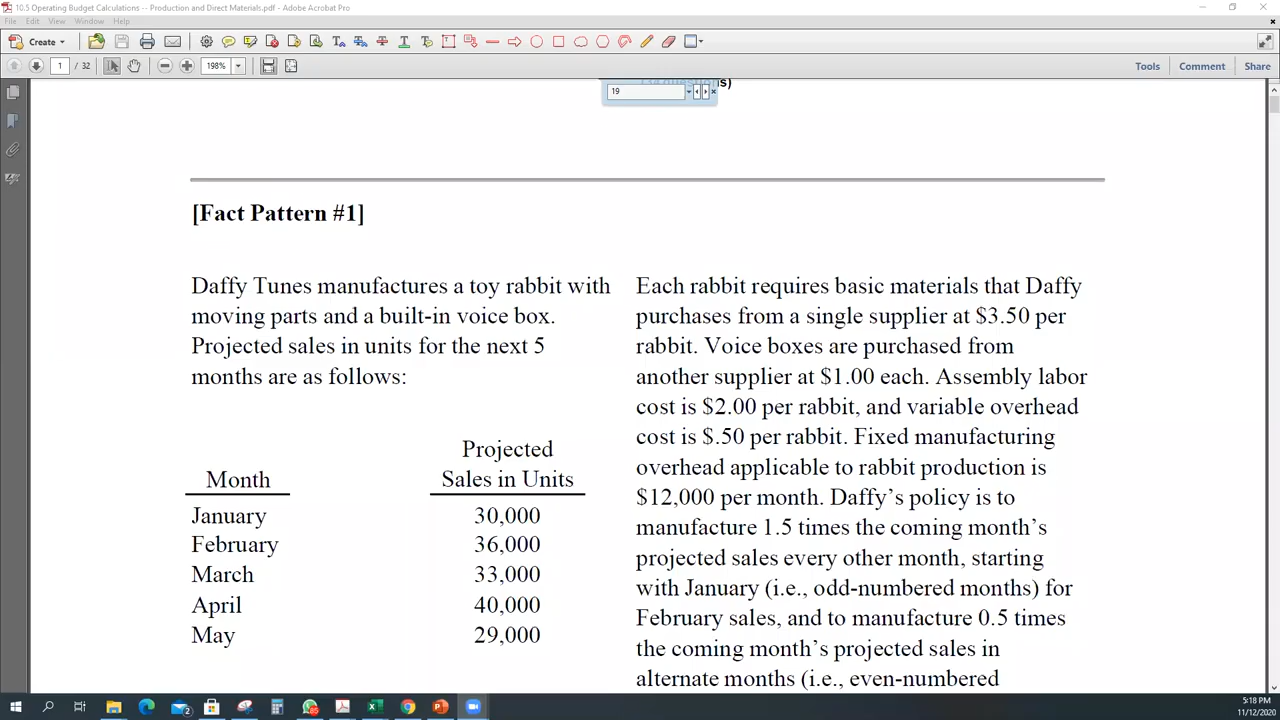 10.5 Operating Budget Calculations -- Production and Direct Materials.pdf - Adobe Acrobat Pro
File Edit View Window Help
Create
1 / 32
198%
Tools Comment Share
19
[Fact Pattern #1]
Daffy Tunes manufactures a toy rabbit with
moving parts and a built-in voice box.
Projected sales in units for the next 5
months are as follows:
Projected
Month Sales in Units
January 30,000
February 36,000
March 33,000
April 40,000
May 29,000
Each rabbit requires basic materials that Daffy
purchases from a single supplier at $3.50 per
rabbit. Voice boxes are purchased from
another supplier at $1.00 each. Assembly labor
cost is $2.00 per rabbit, and variable overhead
cost is $.50 per rabbit. Fixed manufacturing
overhead applicable to rabbit production is
$12,000 per month. Daffy’s policy is to
manufacture 1.5 times the coming month’s
projected sales every other month, starting
with January (i.e., odd-numbered months) for
February sales, and to manufacture 0.5 times
the coming month’s projected sales in
alternate months (i.e., even-numbered
5:18 PM
11/12/2020